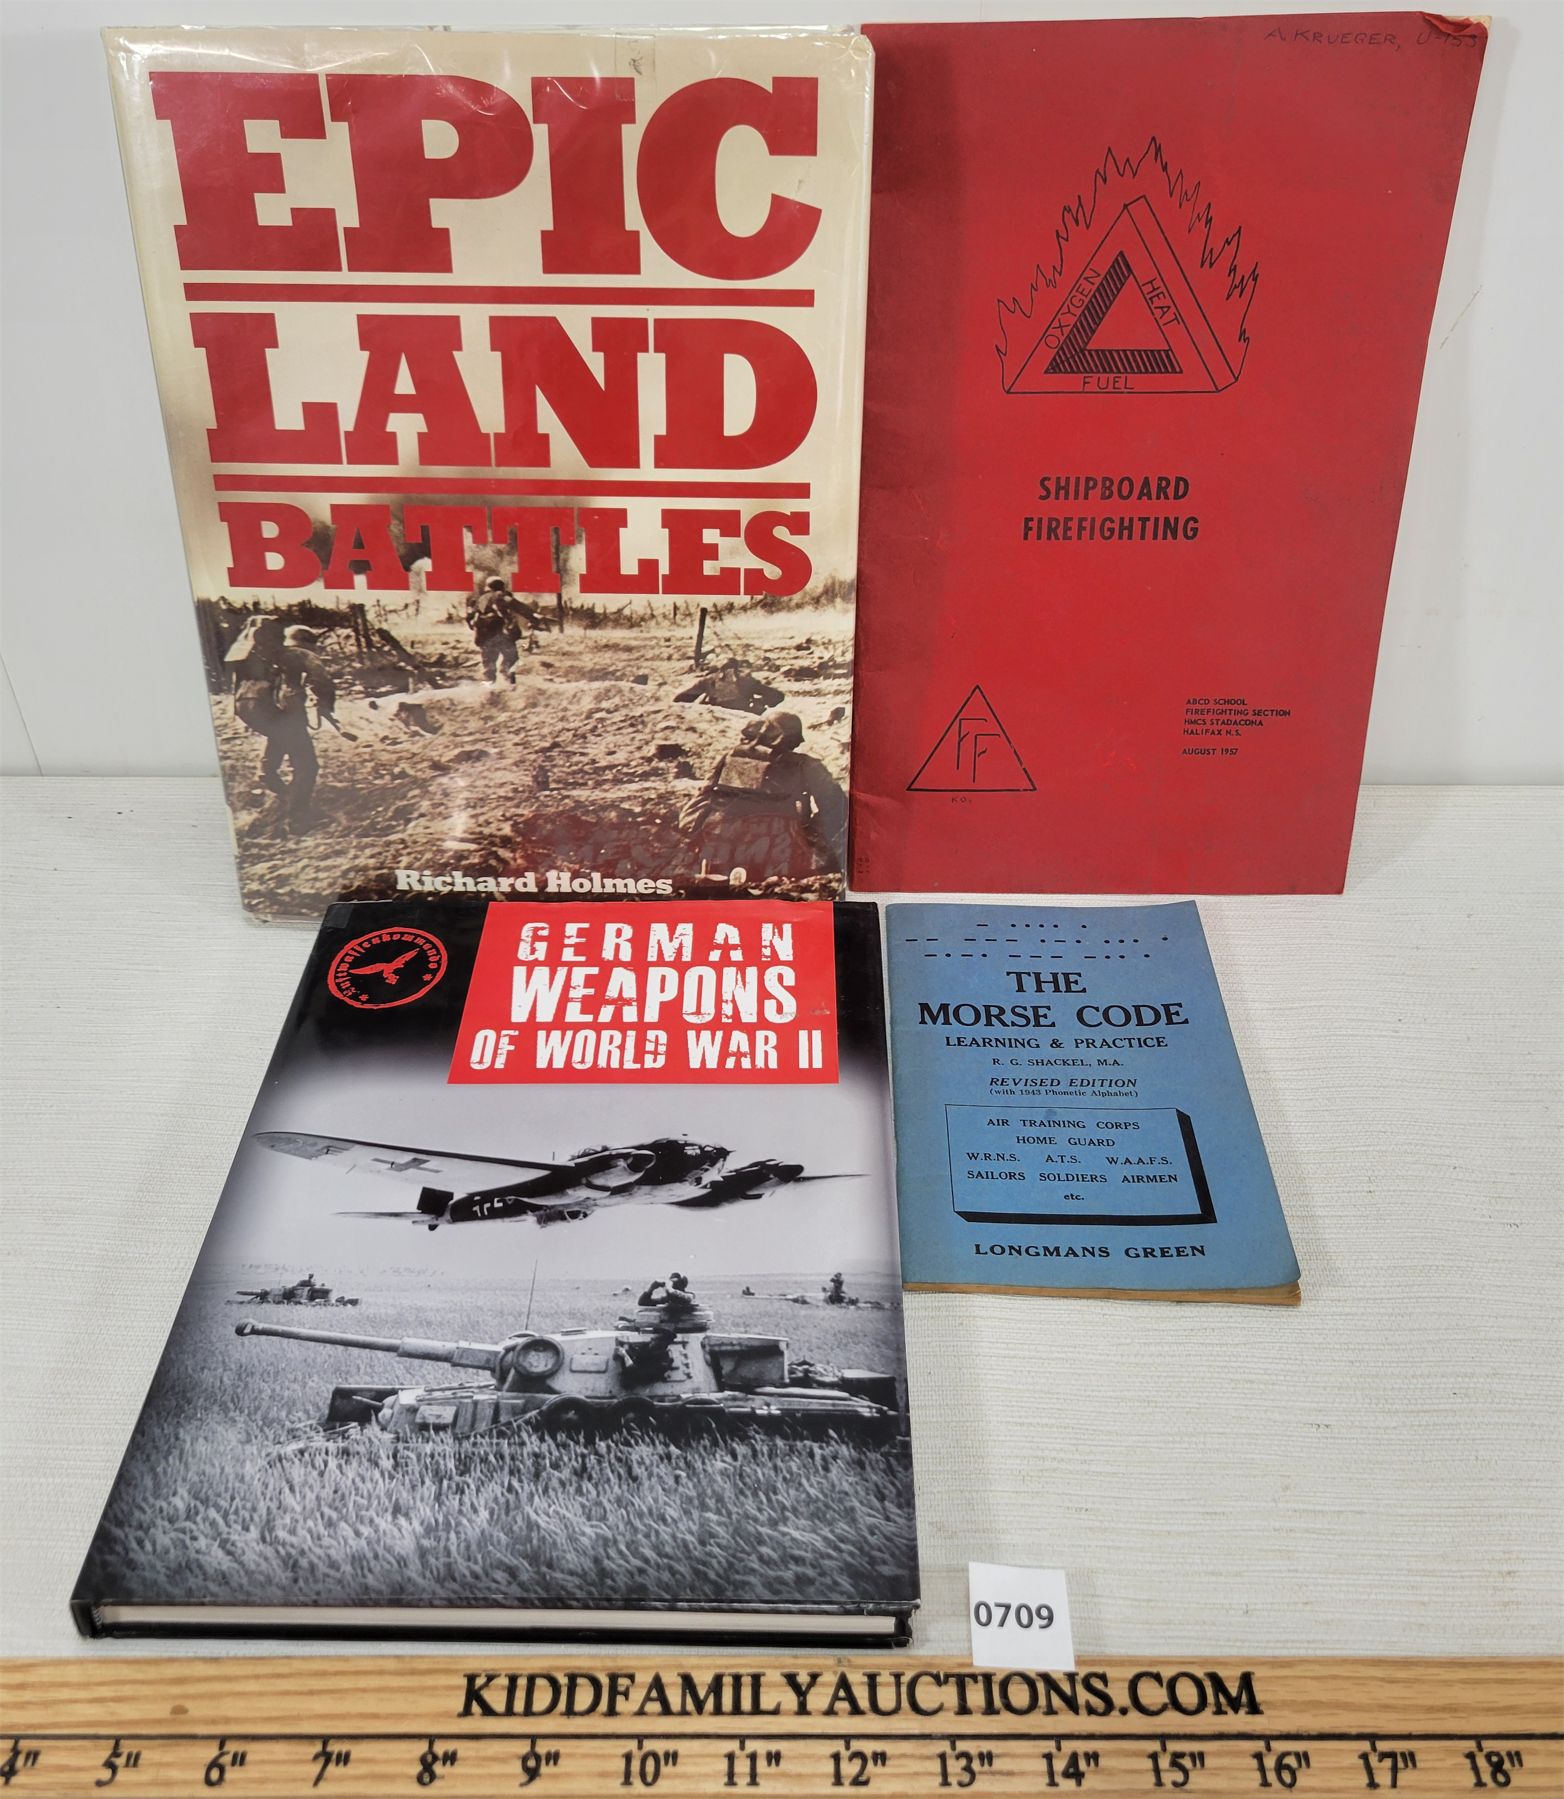 EPIC
LAND
BATTLES
Richard Holmes
A KRUEGER,
OXYGEN
HEAT
FUEL
SHIPBOARD
FIREFIGHTING
FF
KO.
ABCD SCHOOL
FIREFIGHTING SECTION
HMCS STADACONA
HALIFAX N.S.
AUGUST 1957
Luftwaffenkommando
GERMAN
WEAPONS
OF WORLD WAR II
THE
MORSE CODE
LEARNING & PRACTICE
R. G. SHACKEL, M.A.
REVISED EDITION
(with 1943 Phonetic Alphabet)
AIR TRAINING CORPS
HOME GUARD
W.R.N.S. A.T.S. W.A.A.F.S.
SAILORS SOLDIERS AIRMEN
etc.
LONGMANS GREEN
0709
KIDDFAMILYAUCTIONS.COM
4" 5" 6" 7" 8" 9" 10" 11" 12" 13" 14" 15" 16" 17" 18"